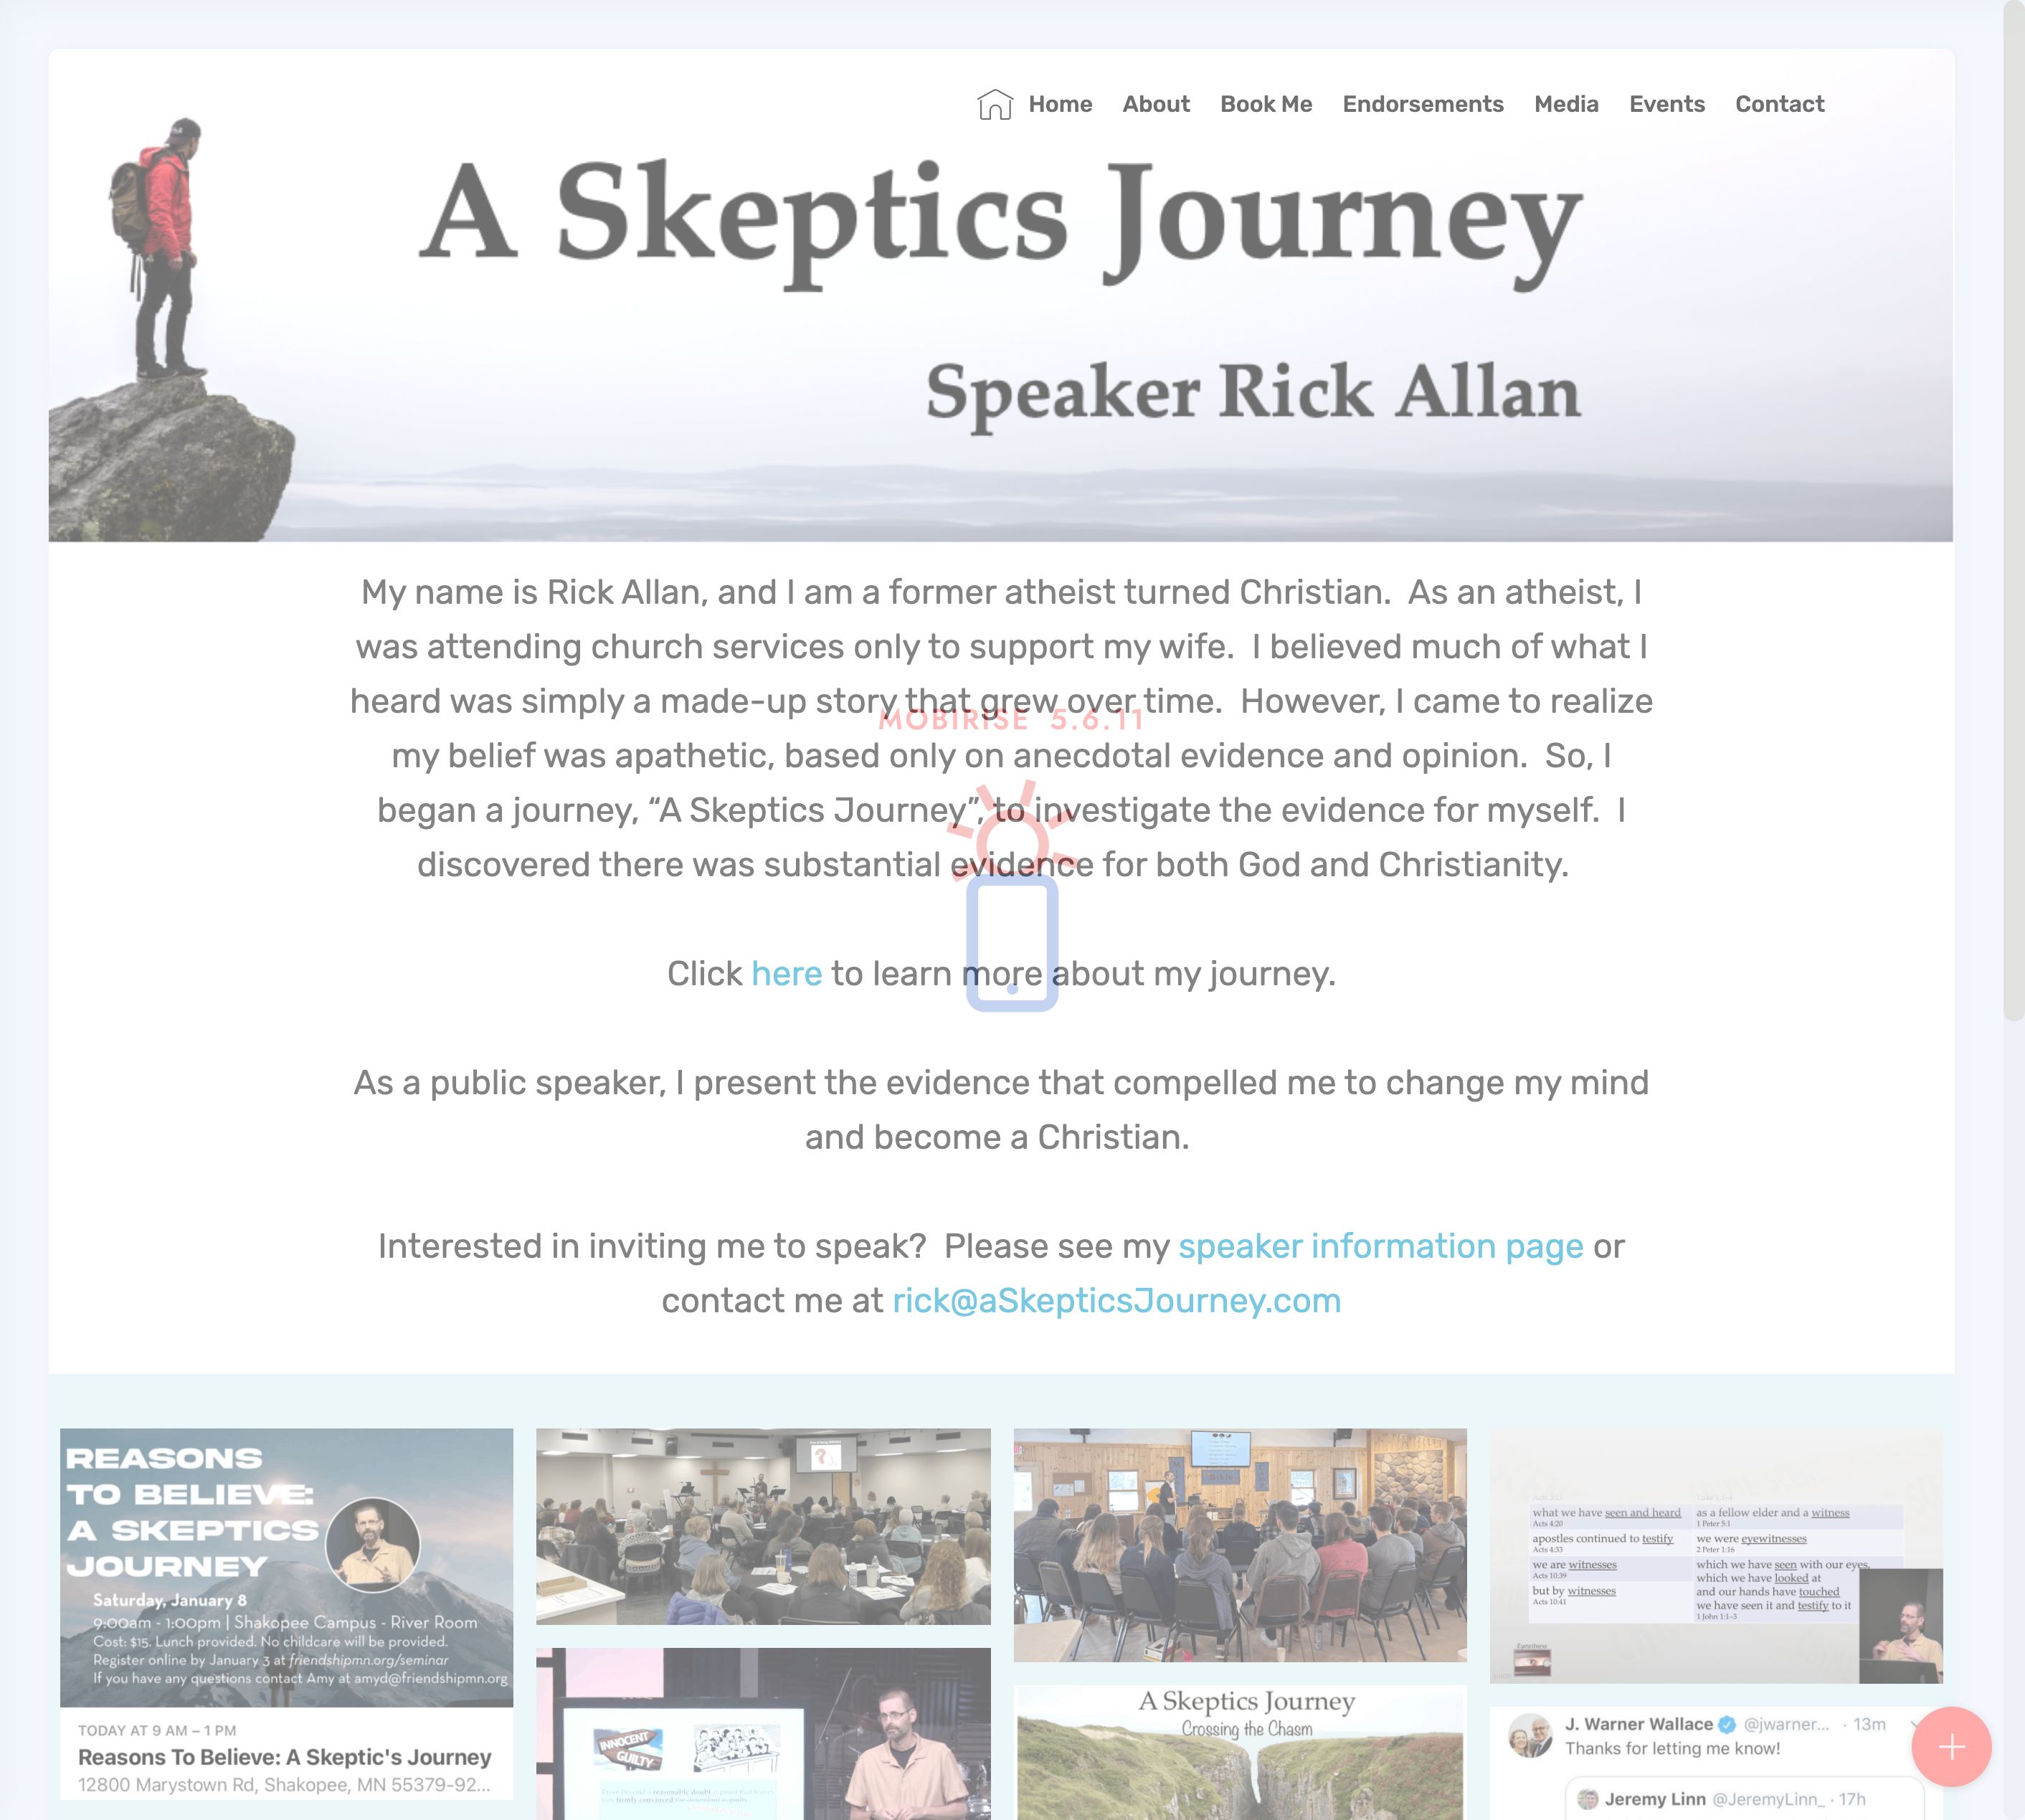 Home About Book Me Endorsements Media Events Contact
A Skeptics Journey
Speaker Rick Allan
My name is Rick Allan, and I am a former atheist turned Christian. As an atheist, I
was attending church services only to support my wife. I believed much of what I
heard was simply a made-up story that grew over time. However, I came to realize
MOBIRISE 5.6.11
my belief was apathetic, based only on anecdotal evidence and opinion. So, I
began a journey, “A Skeptics Journey”, to investigate the evidence for myself. I
discovered there was substantial evidence for both God and Christianity.
Click here to learn more about my journey.
As a public speaker, I present the evidence that compelled me to change my mind
and become a Christian.
Interested in inviting me to speak? Please see my speaker information page or
contact me at rick@aSkepticsJourney.com
REASONS
TO BELIEVE:
A SKEPTICS
JOURNEY
Saturday, January 8
9:00am - 1:00pm | Shakopee Campus - River Room
Cost: $15. Lunch provided. No childcare will be provided.
Register online by January 3 at friendshipmn.org/seminar
If you have any questions contact Amy at amyd@friendshipmn.org
TODAY AT 9 AM – 1 PM
Reasons To Believe: A Skeptic's Journey
12800 Marystown Rd, Shakopee, MN 55379-92...
INNOCENT
GUILTY
A Skeptics Journey
Crossing the Chasm
what we have seen and heard
Acts 4:20
as a fellow elder and a witness
1 Peter 5:1
apostles continued to testify
Acts 4:33
we were eyewitnesses
2 Peter 1:16
we are witnesses
Acts 10:39
but by witnesses
Acts 10:41
which we have seen with our eyes,
which we have looked at
and our hands have touched
we have seen it and testify to it
1 John 1:1-3
Eyewitness
J. Warner Wallace @jwarner... · 13m
Thanks for letting me know!
Jeremy Linn @JeremyLinn_ · 17h